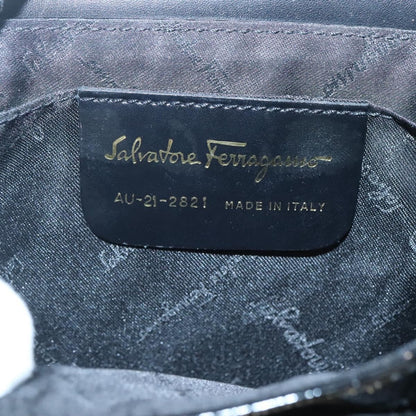 Salvatore Ferragamo
AU-21-2821 MADE IN ITALY